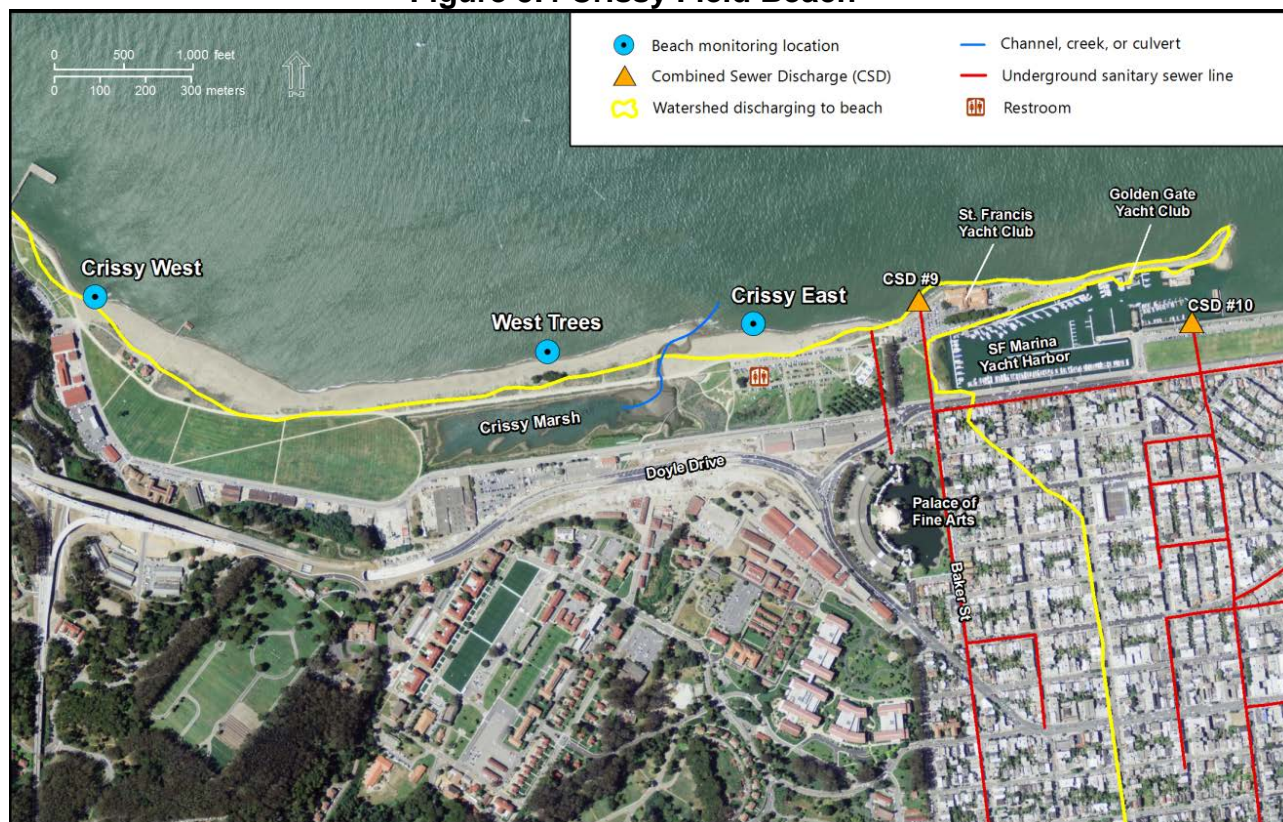 Figure Crissy Field Beach
0 500 1,000 feet
0 100 200 300 meters
N
Beach monitoring location
Combined Sewer Discharge (CSD)
Watershed discharging to beach
Channel, creek, or culvert
Underground sanitary sewer line
Restroom
Crissy West
West Trees
Crissy East
Crissy Marsh
Doyle Drive
CSD #9
St. Francis
Yacht Club
Golden Gate
Yacht Club
CSD #10
SF Marina
Yacht Harbor
Palace of
Fine Arts
Baker St